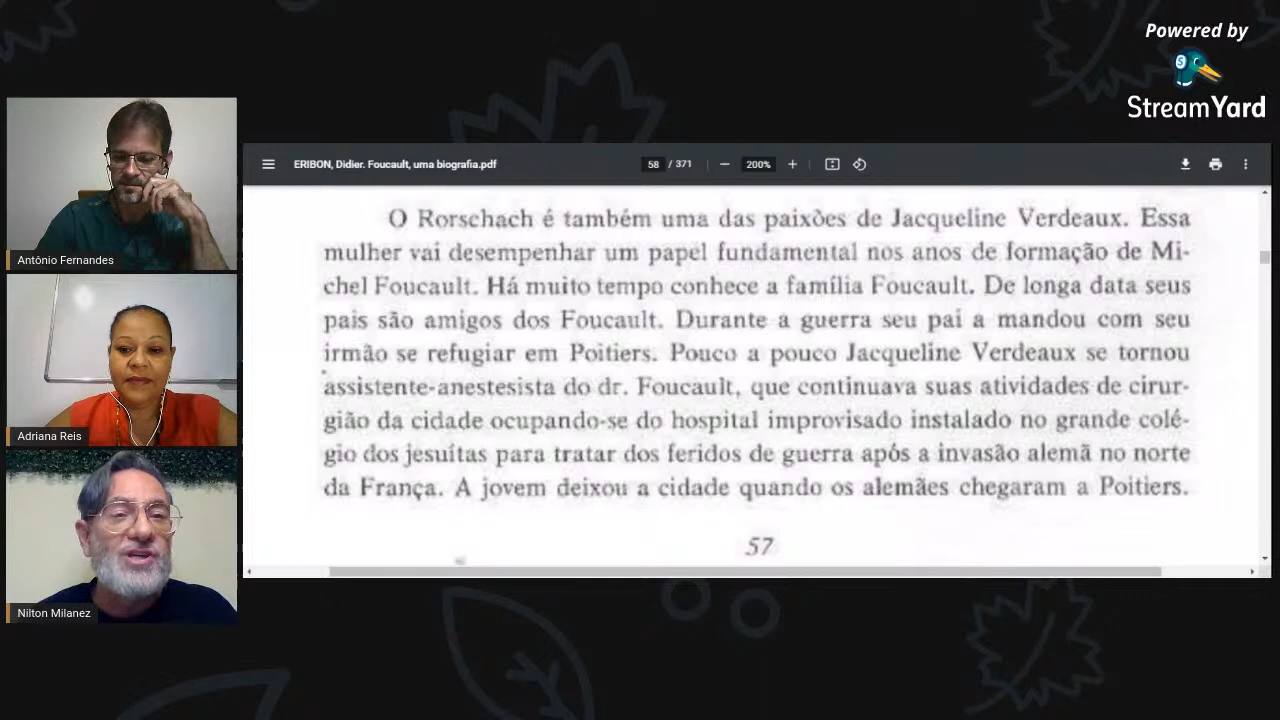 Powered by
StreamYard
Antônio Fernandes
Adriana Reis
Nilton Milanez
ERIBON, Didier. Foucault, uma biografia.pdf
58 / 371
200%
O Rorschach é também uma das paixões de Jacqueline Verdeaux. Essa
mulher vai desempenhar um papel fundamental nos anos de formação de Mi-
chel Foucault. Há muito tempo conhece a família Foucault. De longa data seus
pais são amigos dos Foucault. Durante a guerra seu pai a mandou com seu
irmão se refugiar em Poitiers. Pouco a pouco Jacqueline Verdeaux se tornou
assistente-anestesista do dr. Foucault, que continuava suas atividades de cirur-
gião da cidade ocupando-se do hospital improvisado instalado no grande colé-
gio dos jesuítas para tratar dos feridos de guerra após a invasão alemã no norte
da França. A jovem deixou a cidade quando os alemães chegaram a Poitiers.
57